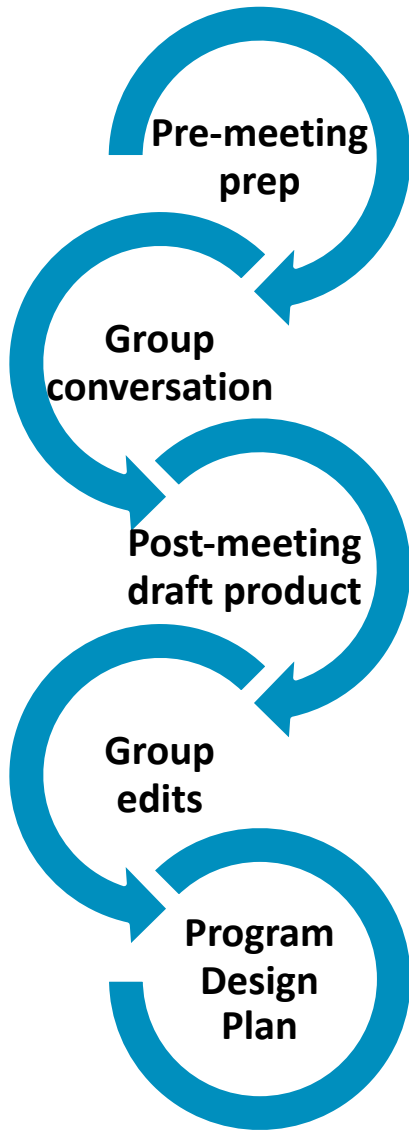 Pre-meeting
prep
Group
conversation
Post-meeting
draft product
Group
edits
Program
Design
Plan